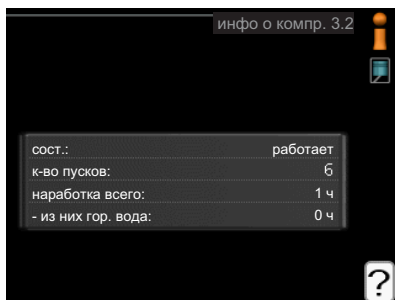 инфо о компр. 3.2
сост.: работает
к-во пусков: 6
наработка всего: 1 ч
- из них гор. вода: 0 ч
?